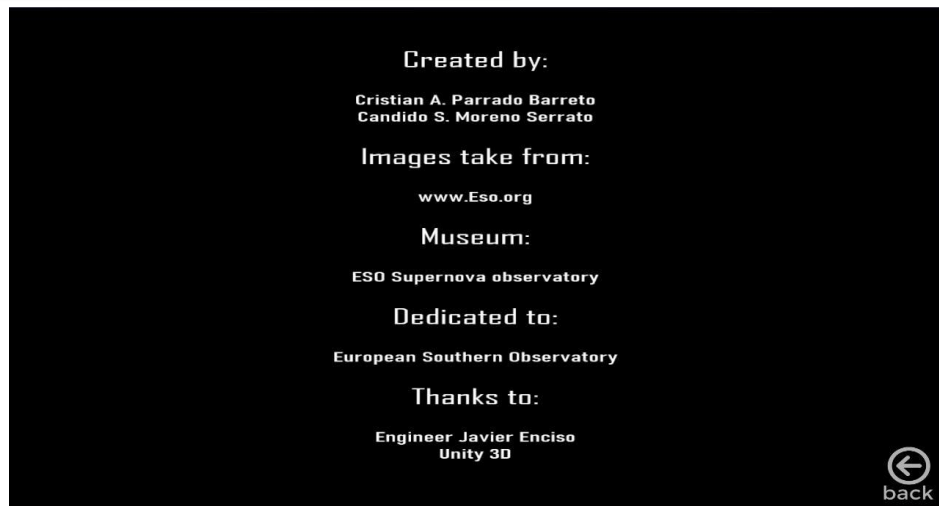 Created by:
Cristian A. Parrado Barreto
Candido S. Moreno Serrato
Images take from:
www.Eso.org
Museum:
ESO Supernova observatory
Dedicated to:
European Southern Observatory
Thanks to:
Engineer Javier Enciso
Unity 3D
back